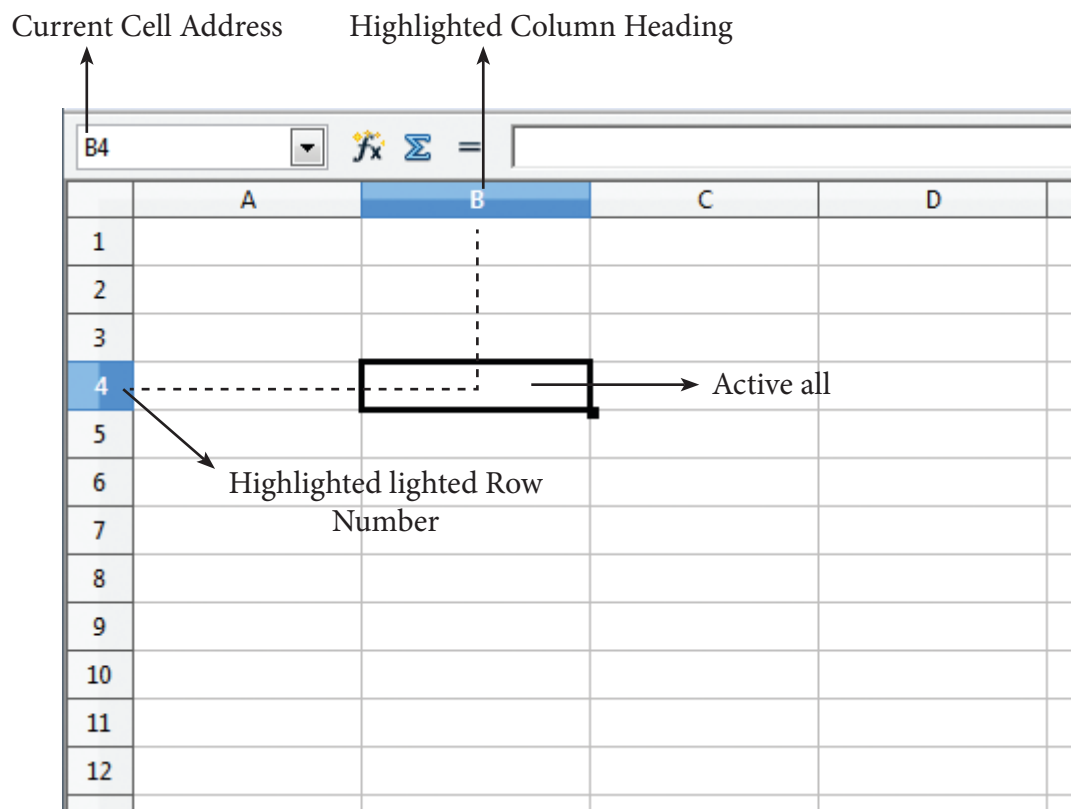 Current Cell Address Highlighted Column Heading
B4 fx Σ =
A B C D
1
2
3
4 Active all
5
6 Highlighted lighted Row
7 Number
8
9
10
11
12